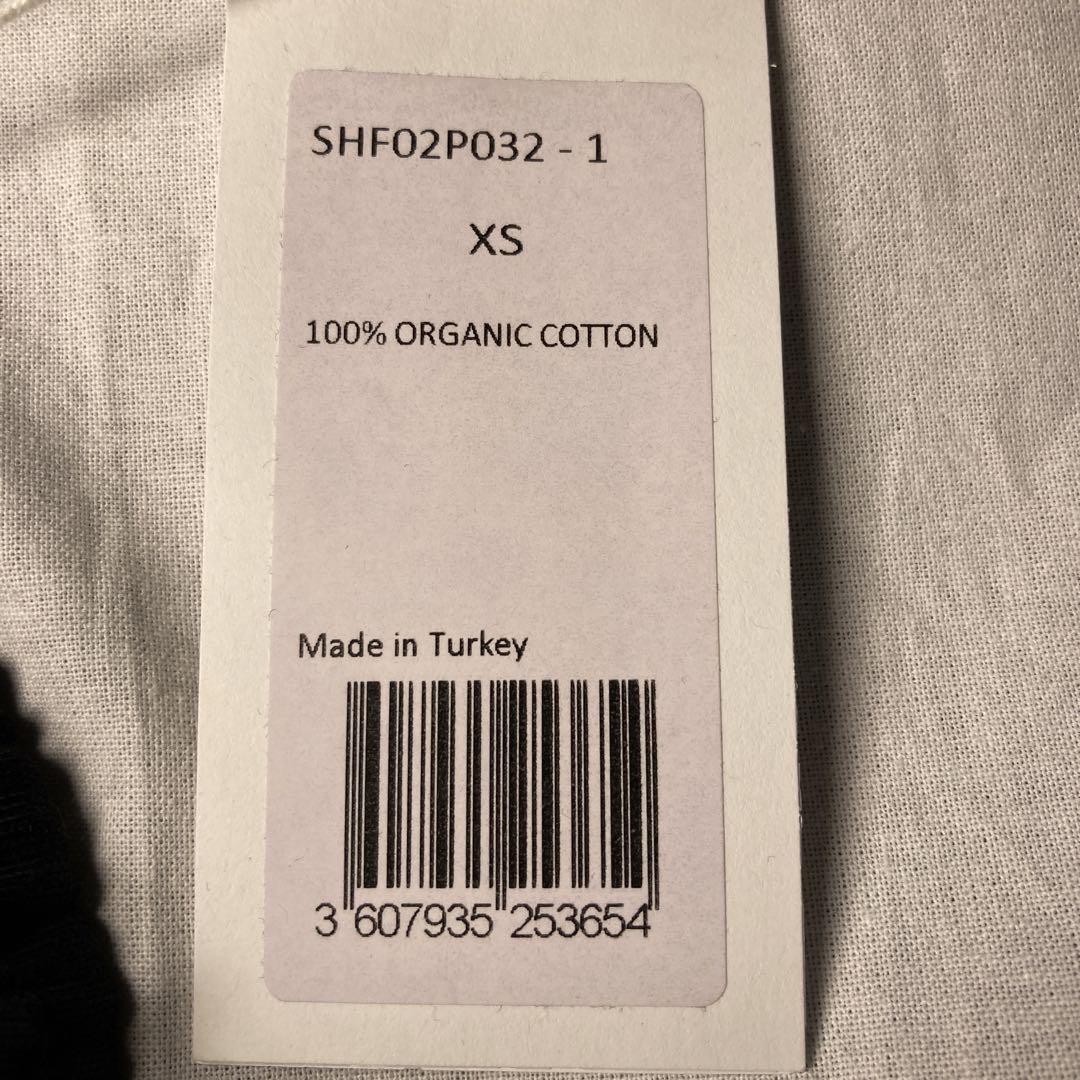 SHF02P032 - 1
XS
100% ORGANIC COTTON
Made in Turkey
3 607935 253654